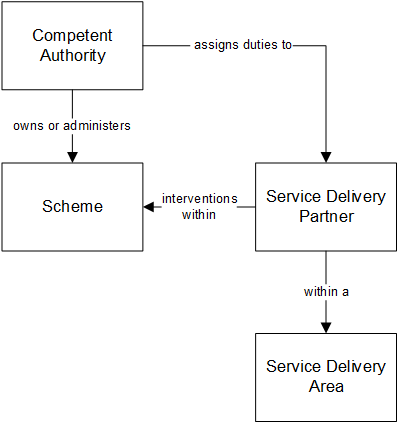 Competent
Authority
assigns duties to
owns or administers
Scheme
interventions
within
Service Delivery
Partner
within a
Service Delivery
Area